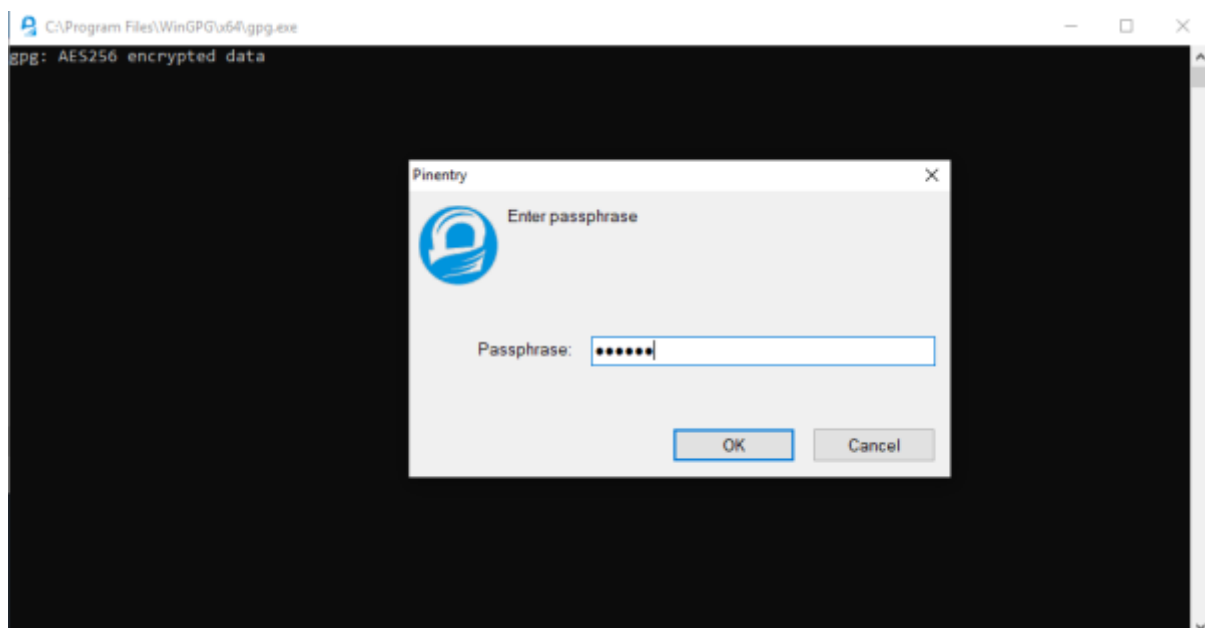 C:\Program Files\WinGPG\x64\gpg.exe
gpg: AES256 encrypted data
Pinentry
Enter passphrase
Passphrase: ●●●●●●
OK Cancel